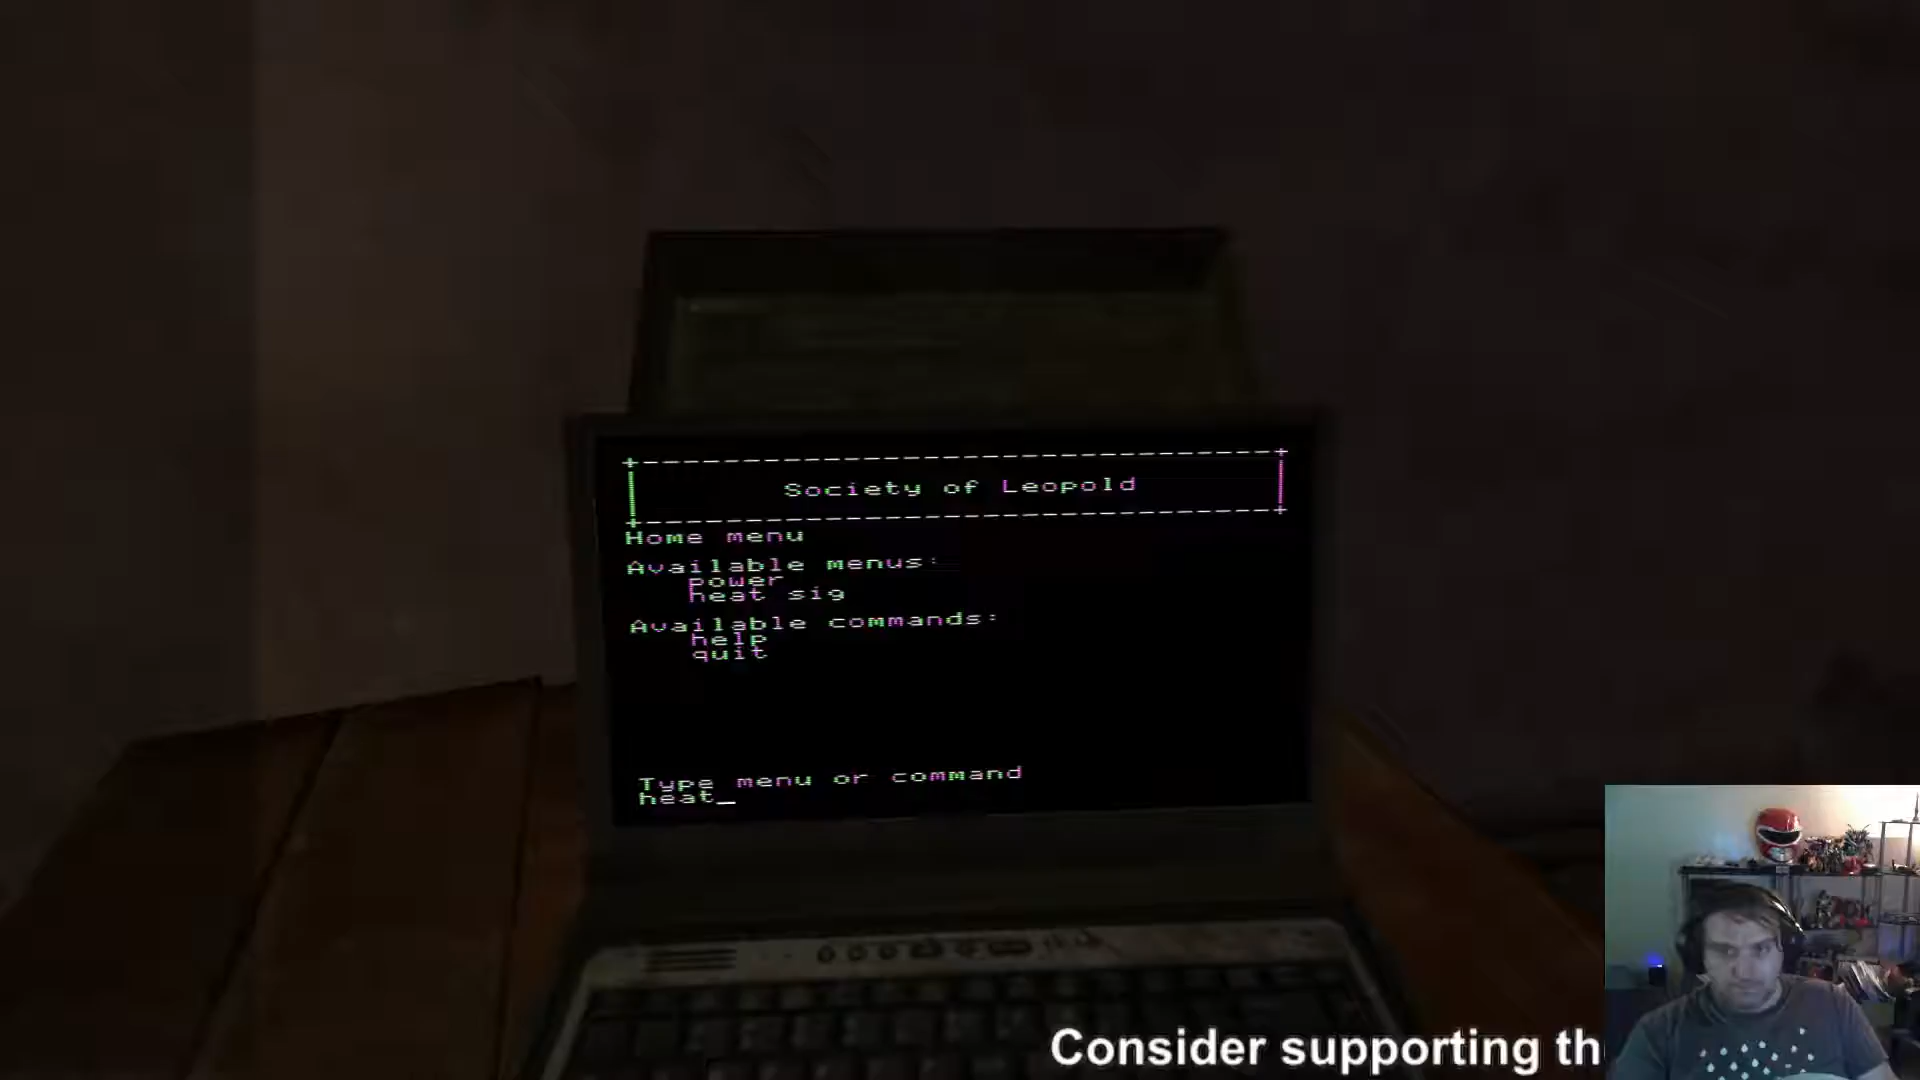 Society of Leopold
Home menu
Available menus:
power
heat sig
Available commands:
help
quit
Type menu or command
heat_
Consider supporting th